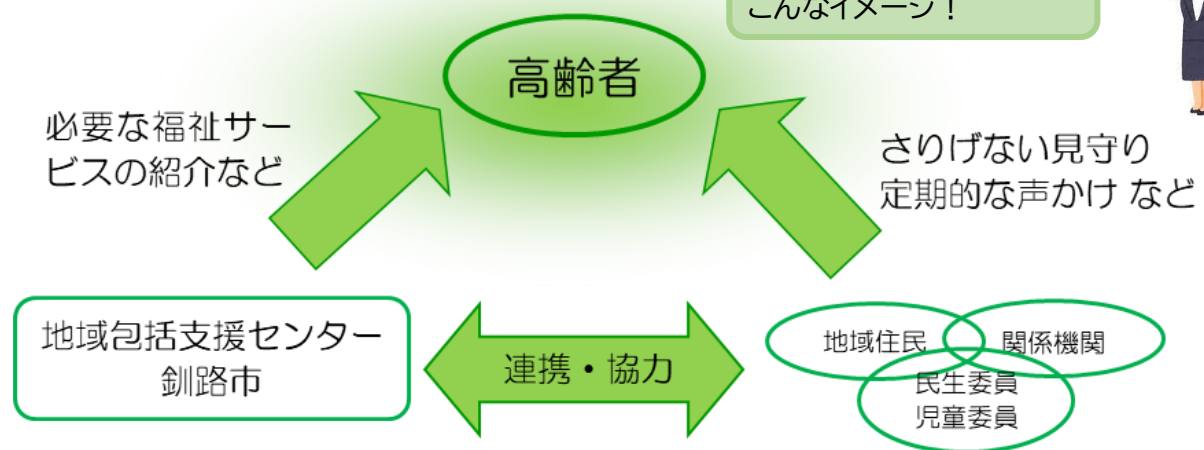 こんなイメージ！
高齢者
必要な福祉サー
ビスの紹介など
さりげない見守り
定期的な声かけ など
地域包括支援センター
釧路市
連携・協力
地域住民
関係機関
民生委員
児童委員